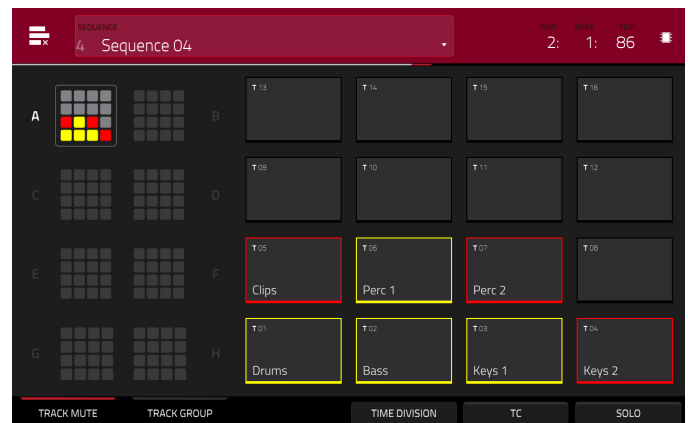 SEQUENCE
BAR BEAT TICK
4 Sequence 04
2: 1: 86
A
B
T 13
T 14
T 15
T 16
C
D
T 09
T 10
T 11
T 12
E
F
T 05
T 06
T 07
T 08
Clips
Perc 1
Perc 2
G
H
T 01
T 02
T 03
T 04
Drums
Bass
Keys 1
Keys 2
TRACK MUTE
TRACK GROUP
TIME DIVISION
TC
SOLO